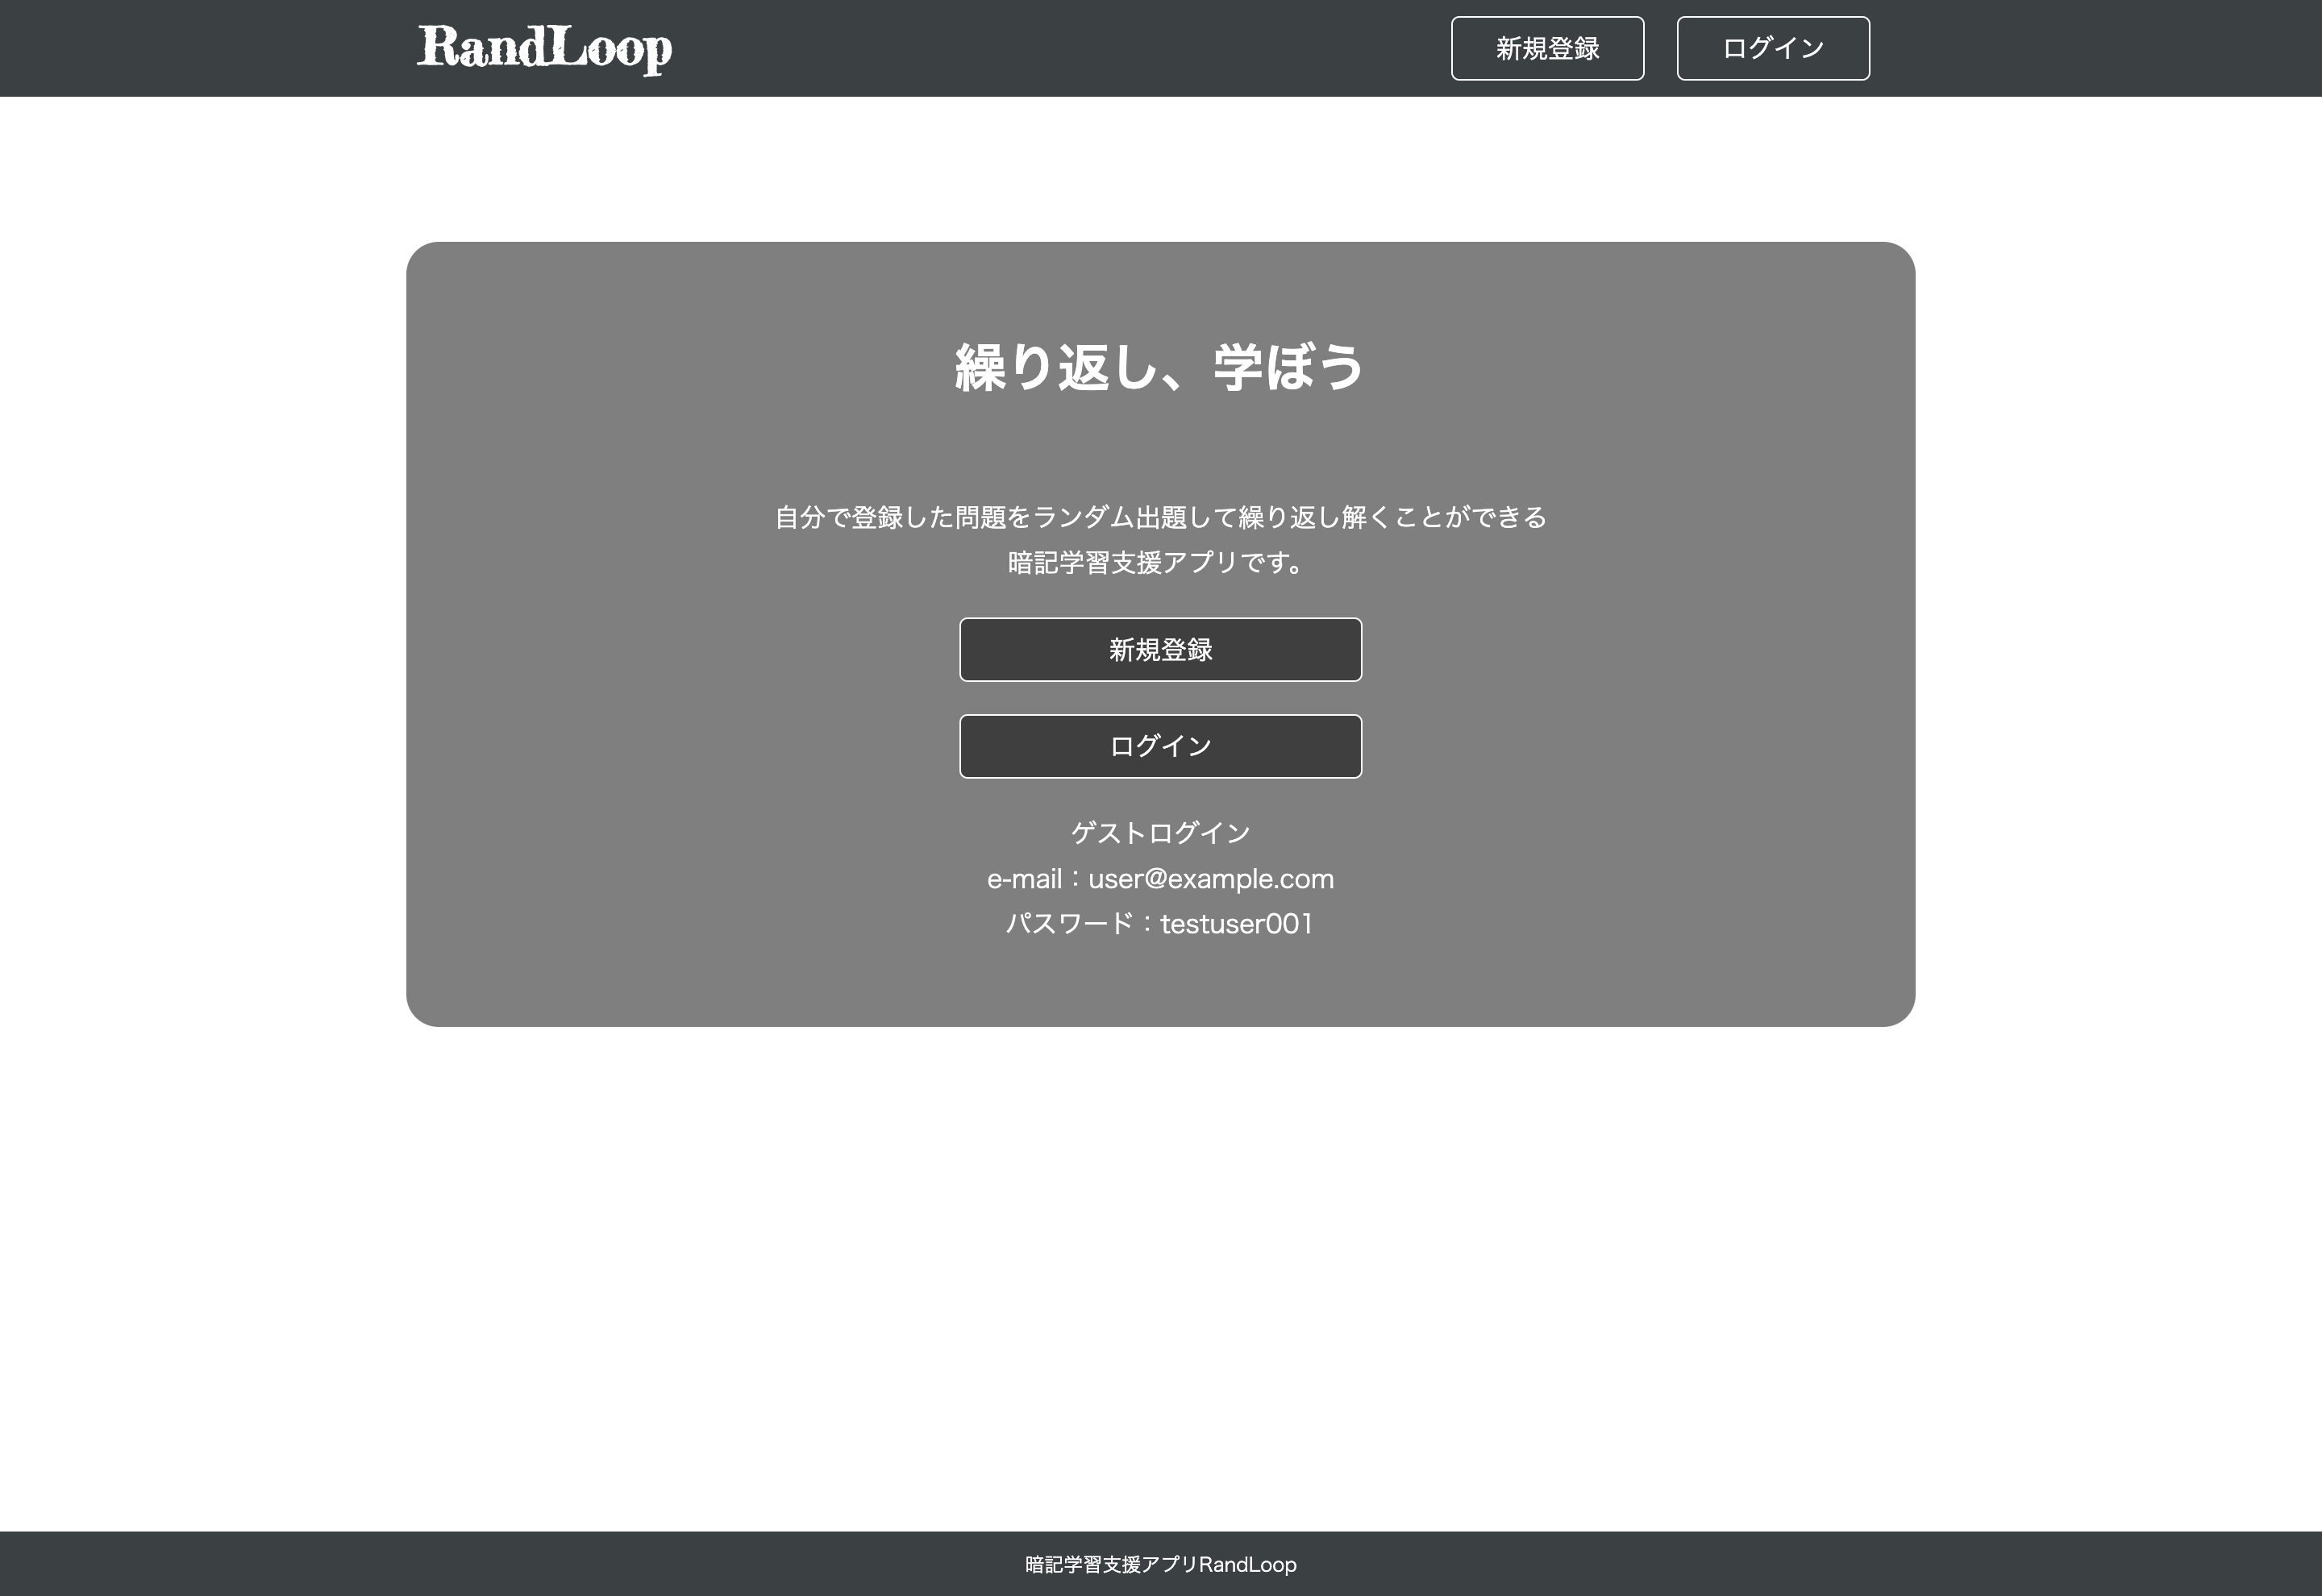 RandLoop
新規登録
ログイン
繰り返し、学ぼう
自分で登録した問題をランダム出題して繰り返し解くことができる
暗記学習支援アプリです。
新規登録
ログイン
ゲストログイン
e-mail：user@example.com
パスワード：testuser001
暗記学習支援アプリRandLoop